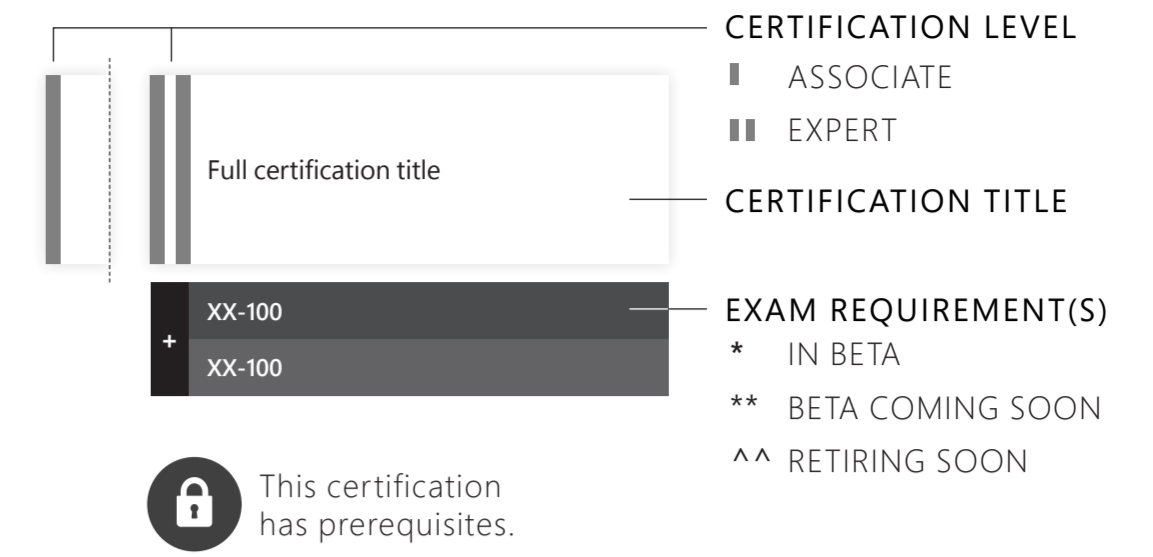 CERTIFICATION LEVEL
ASSOCIATE
EXPERT
Full certification title
CERTIFICATION TITLE
XX-100
+
XX-100
EXAM REQUIREMENT(S)
* IN BETA
** BETA COMING SOON
^^ RETIRING SOON
This certification
has prerequisites.